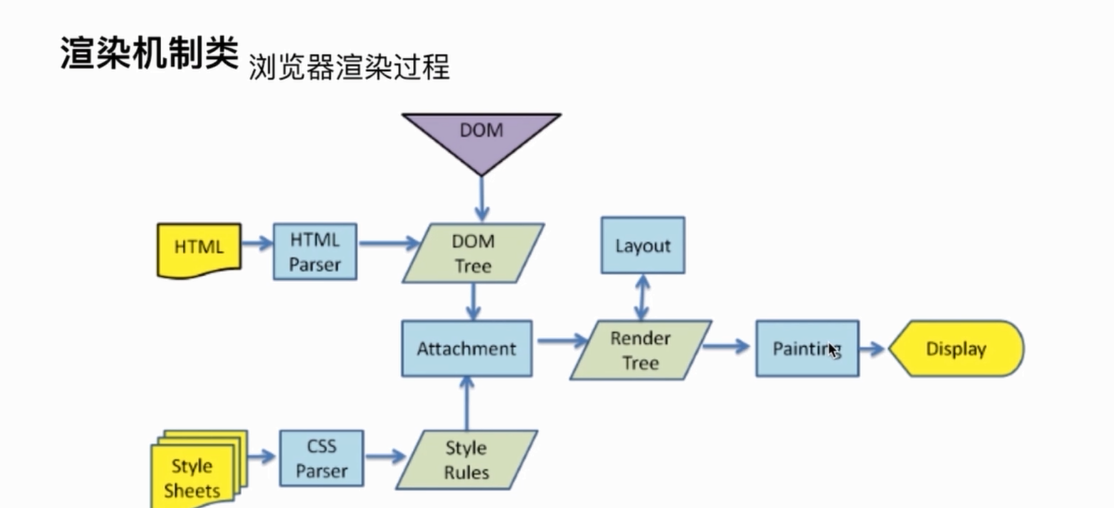 渲染机制类 浏览器渲染过程
DOM
HTML
HTML
Parser
DOM
Tree
Layout
Attachment
Render
Tree
Painting
Display
Style
Sheets
CSS
Parser
Style
Rules